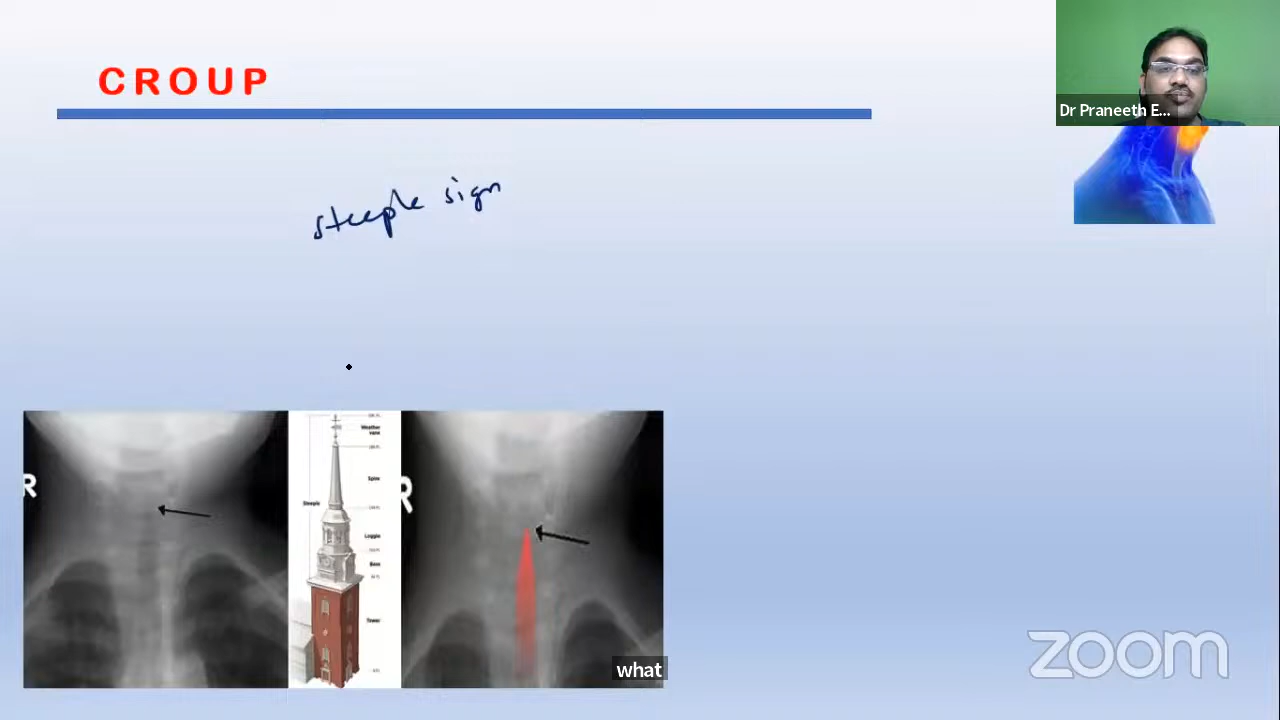 CROUP
Dr Praneeth E...
steeple sign
R
Weather
vane
Spire
Steeple
Loggia
Base
Tower
R
what
zoom